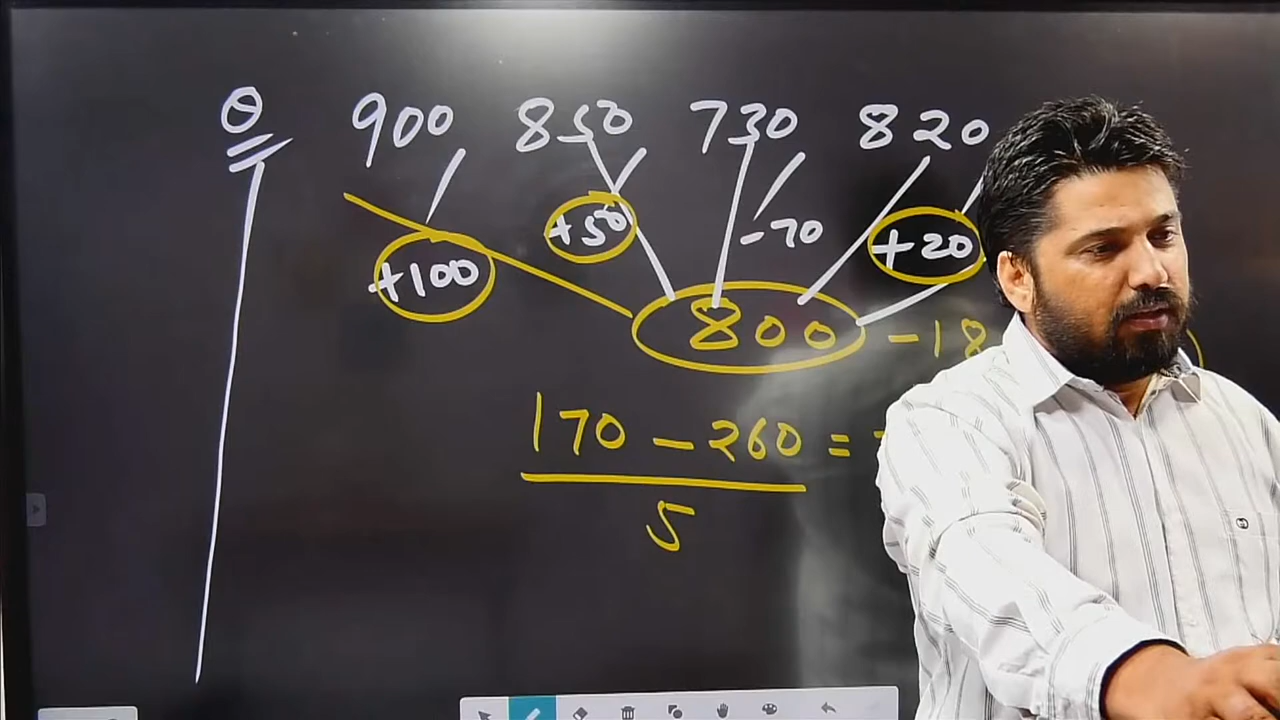 Q 900 850 730 820
+100 +50 -70 +20
800 - 18
170 - 260 =
5